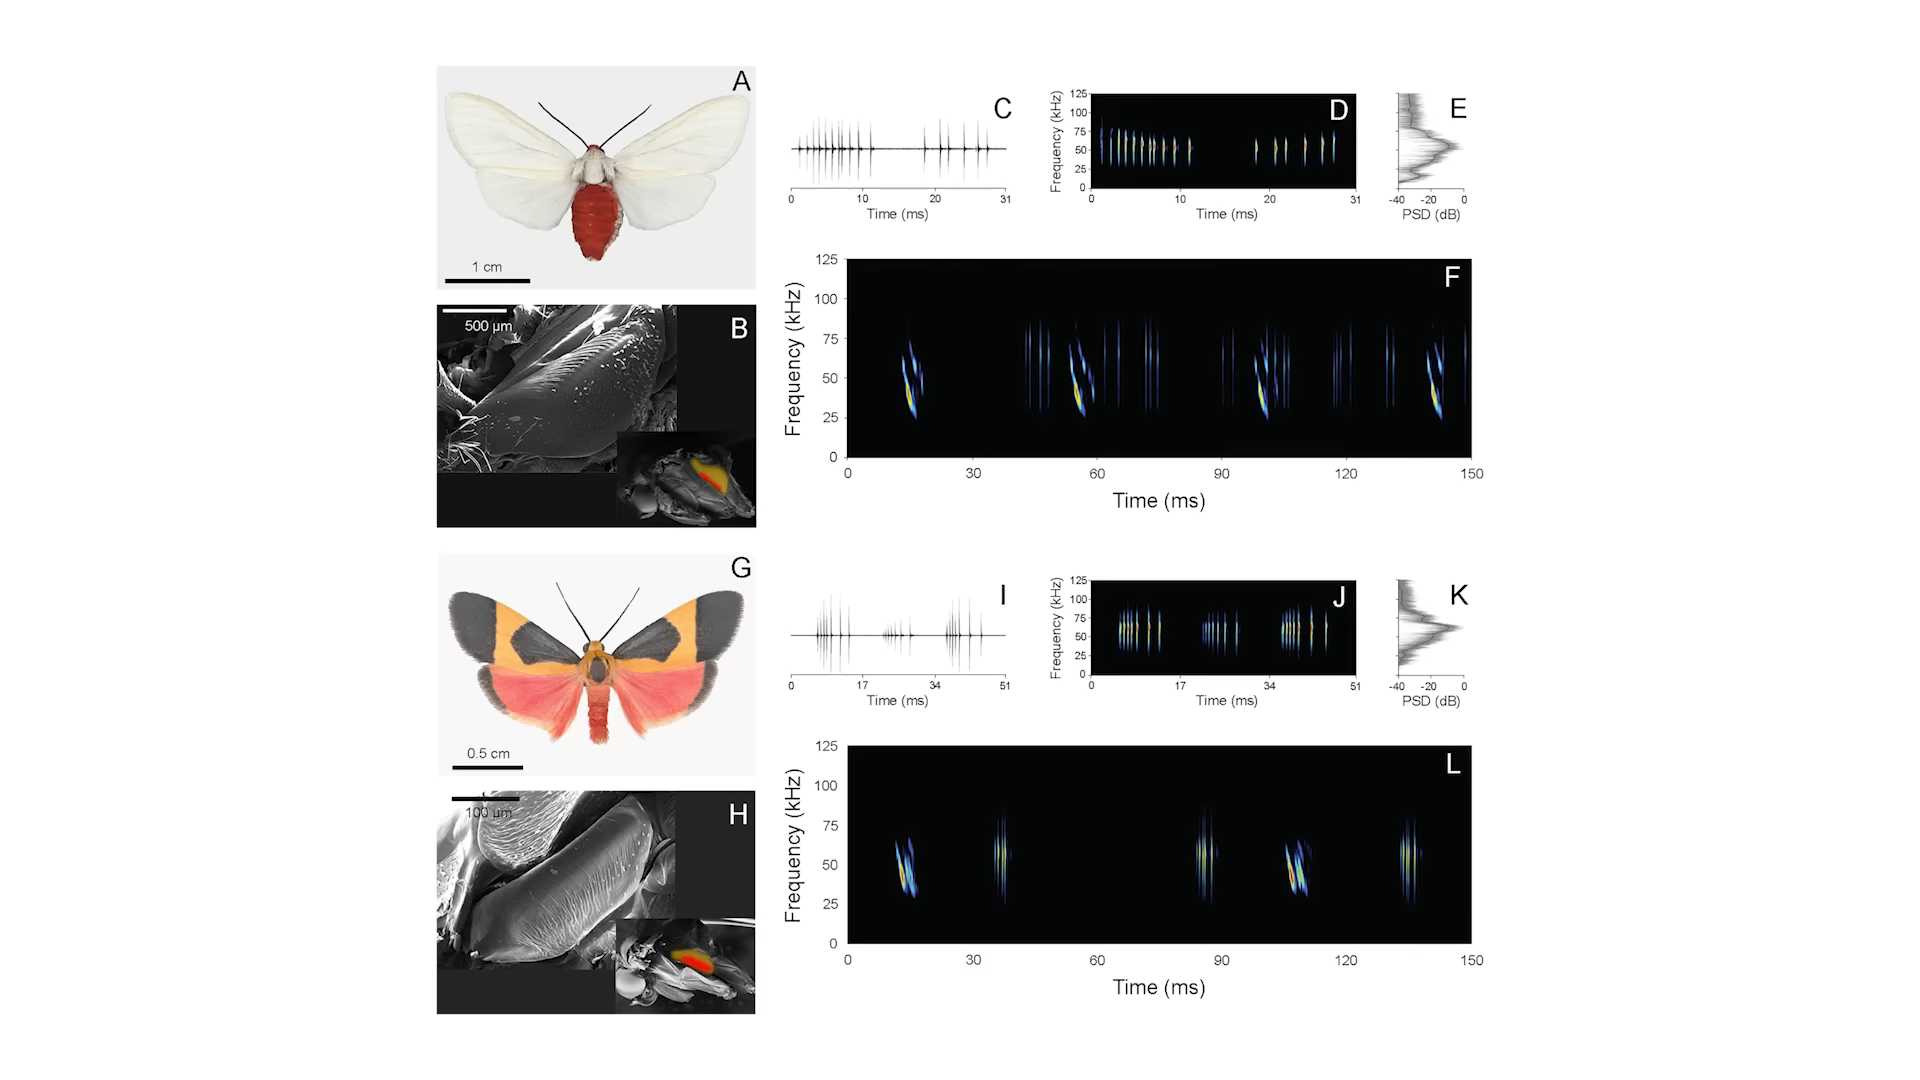 A
1 cm
500 µm
B
C
0 10 20 31
Time (ms)
Frequency (kHz)
125
100
75
50
25
0
D
0 10 20 31
Time (ms)
E
-40 -20 0
PSD (dB)
Frequency (kHz)
125
100
75
50
25
0
F
0 30 60 90 120 150
Time (ms)
G
0.5 cm
100 µm
H
I
0 17 34 51
Time (ms)
Frequency (kHz)
125
100
75
50
25
0
J
0 17 34 51
Time (ms)
K
-40 -20 0
PSD (dB)
Frequency (kHz)
125
100
75
50
25
0
L
0 30 60 90 120 150
Time (ms)